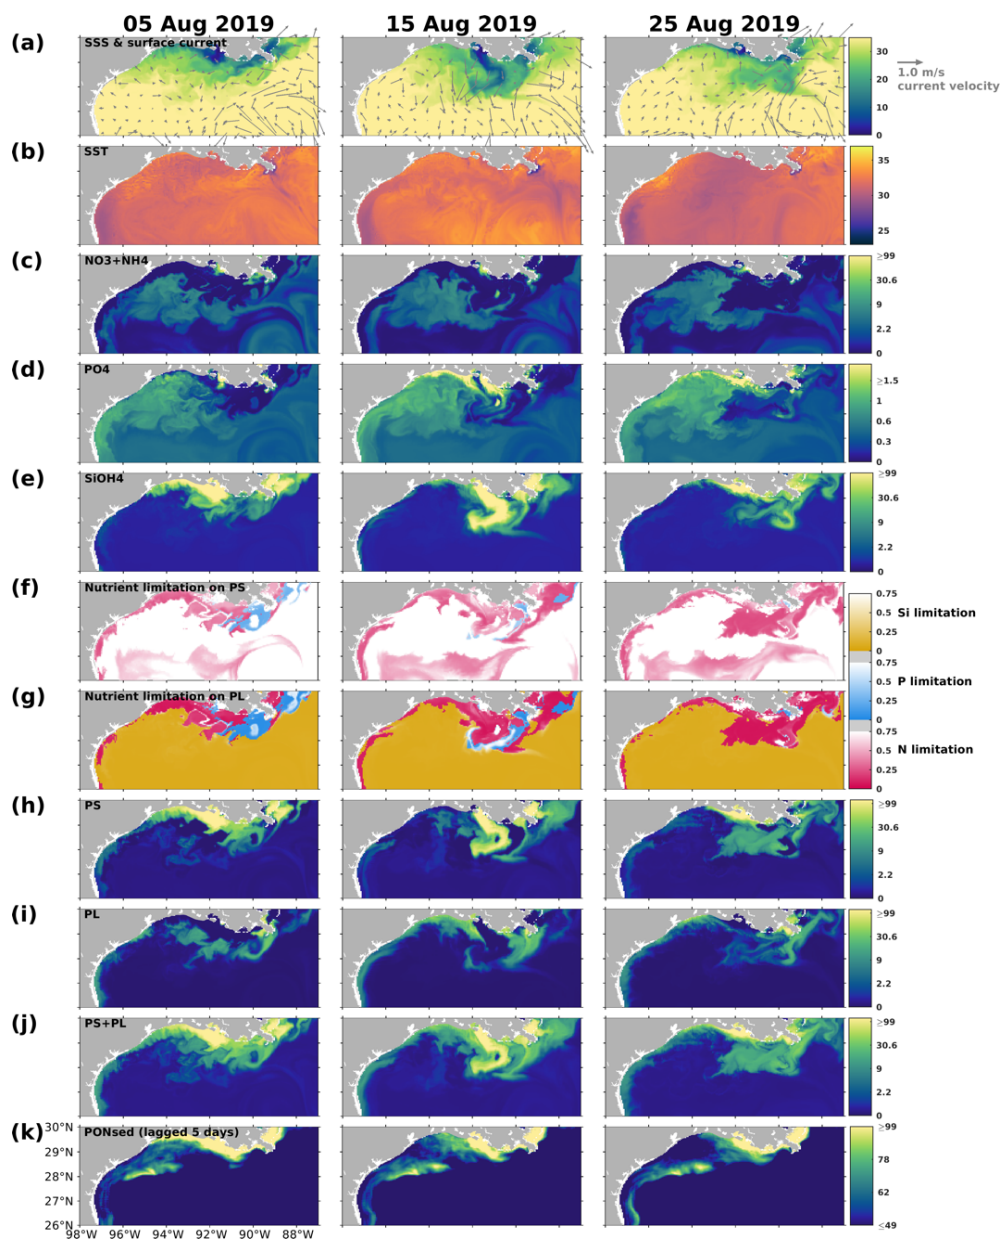 05 Aug 2019 15 Aug 2019 25 Aug 2019
(a) SSS & surface current
30
20
10
0
1.0 m/s
current velocity
(b) SST
35
30
25
(c) NO3+NH4
≥99
30.6
9
2.2
0
(d) PO4
≥1.5
1
0.6
0.3
0
(e) SiOH4
≥99
30.6
9
2.2
0
(f) Nutrient limitation on PS
0.75
0.5
0.25
0
Si limitation
(g) Nutrient limitation on PL
0.75
0.5
0.25
0
P limitation
0.75
0.5
0.25
0
N limitation
(h) PS
≥99
30.6
9
2.2
0
(i) PL
≥99
30.6
9
2.2
0
(j) PS+PL
≥99
30.6
9
2.2
0
(k) PONsed (lagged 5 days)
≥99
78
62
≤49
30°N
29°N
28°N
27°N
26°N
98°W 96°W 94°W 92°W 90°W 88°W